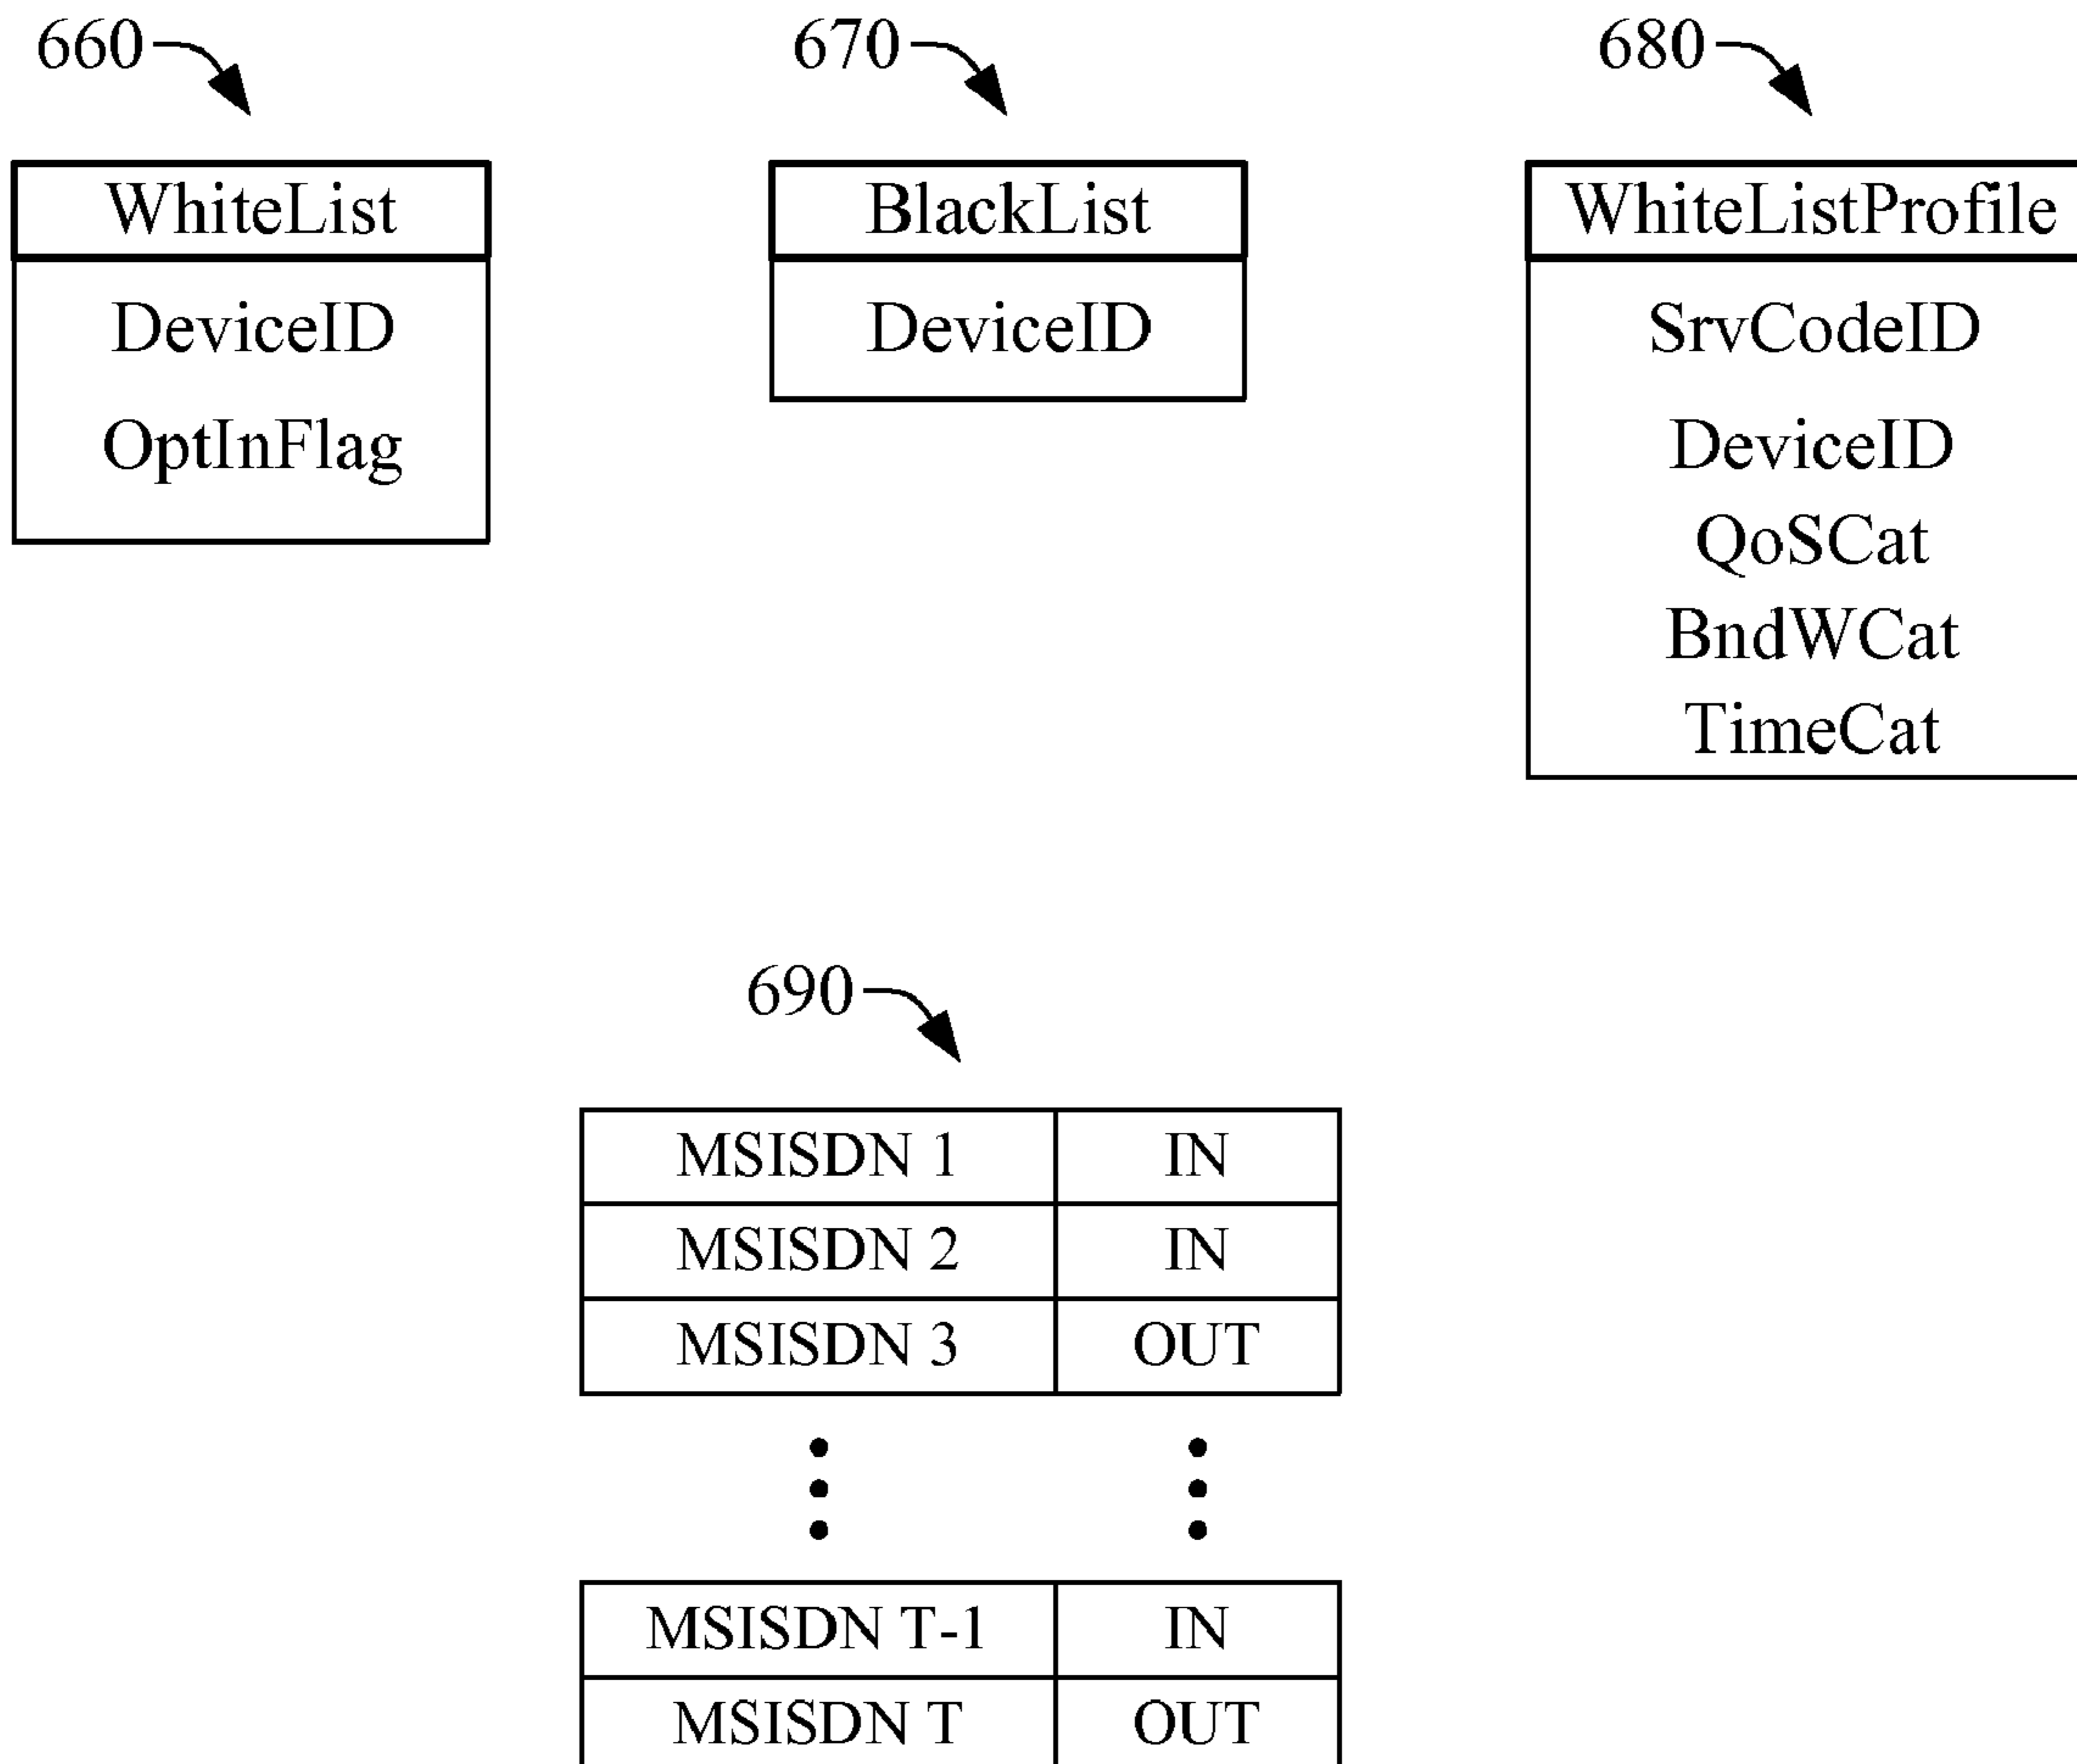 660
670
680
WhiteList
DeviceID
OptInFlag
BlackList
DeviceID
WhiteListProfile
SrvCodeID
DeviceID
QoSCat
BndWCat
TimeCat
690
MSISDN 1 IN
MSISDN 2 IN
MSISDN 3 OUT
MSISDN T-1 IN
MSISDN T OUT